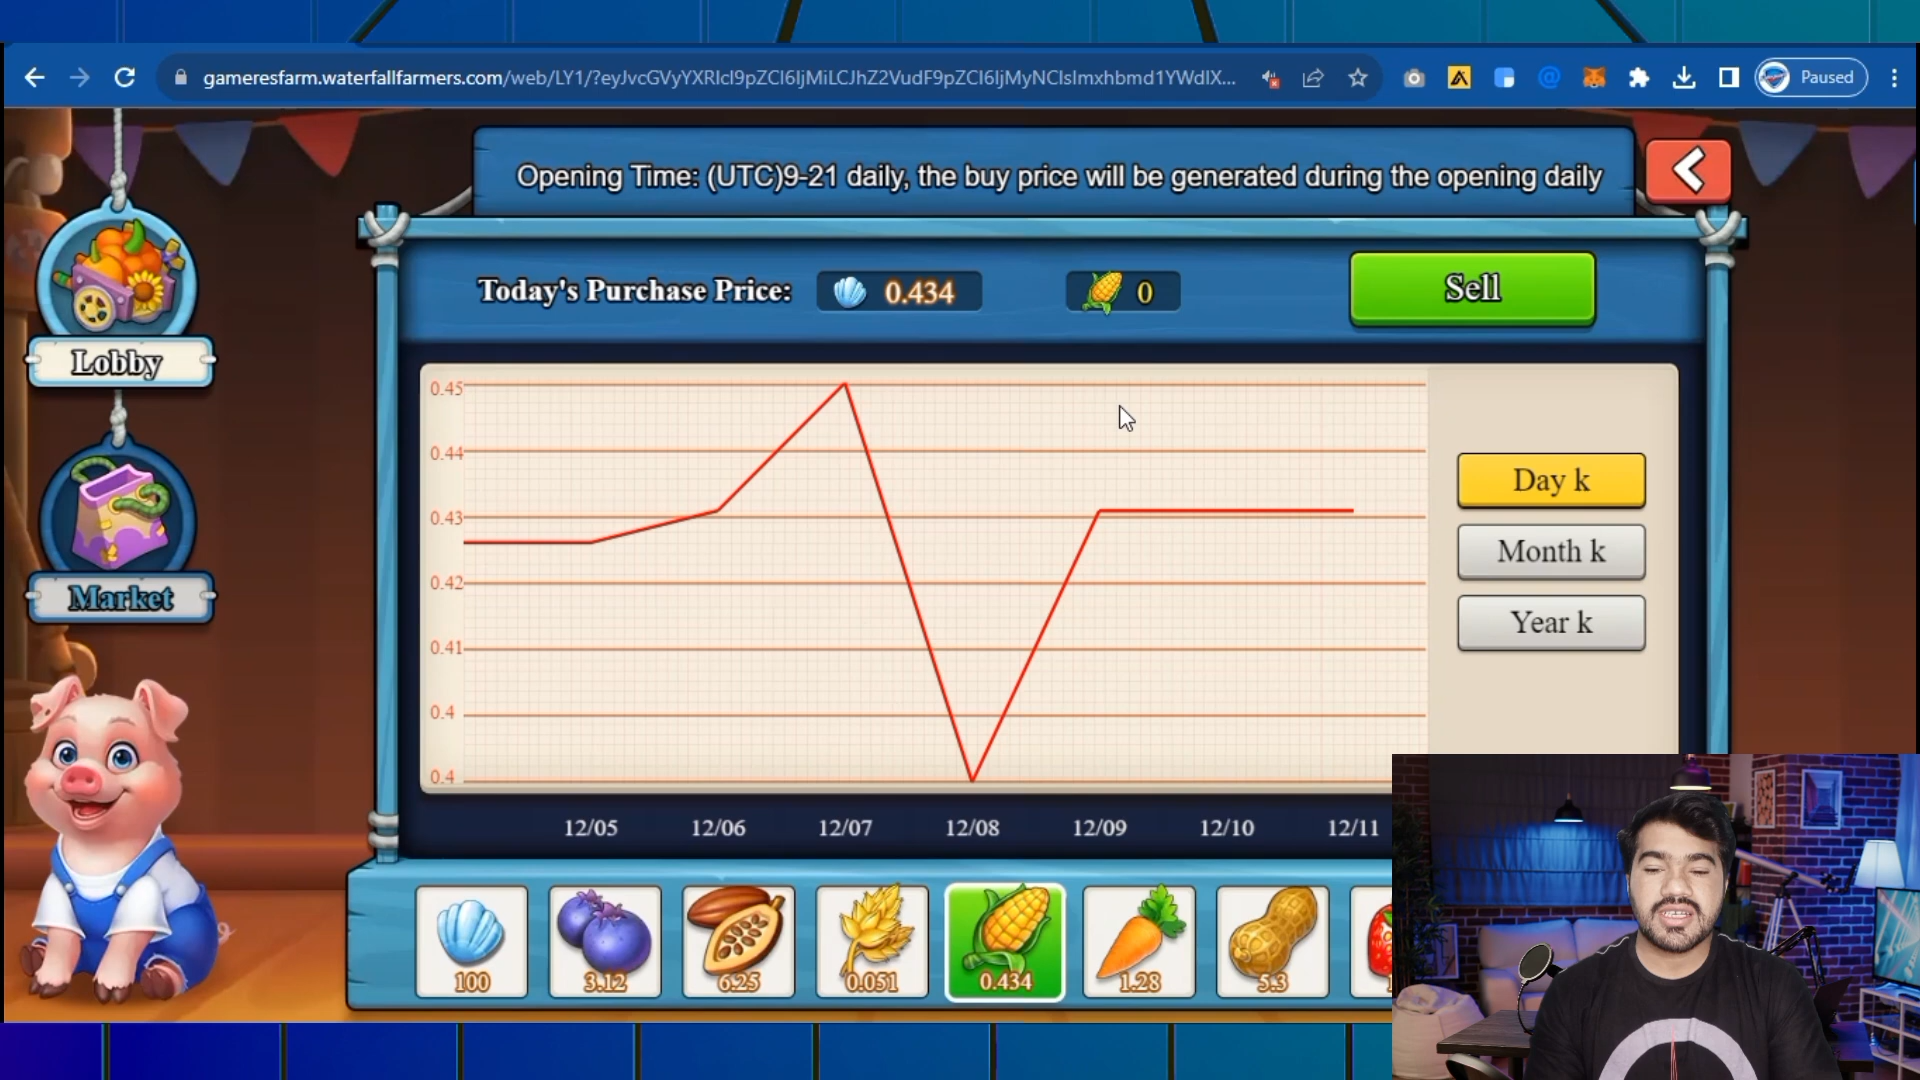 gameresfarm.waterfallfarmers.com/web/LY1/?eyJvcGVyYXRlcl9pZCI6IjMiLCJhZ2VudF9pZCI6IjMyNCIsImxhbmd1YWdlIX...
Paused
Opening Time: (UTC)9-21 daily, the buy price will be generated during the opening daily
Today's Purchase Price:
0.434
0
Sell
Lobby
Market
0.45
0.44
0.43
0.42
0.41
0.4
0.4
Day k
Month k
Year k
12/05
12/06
12/07
12/08
12/09
12/10
12/11
100
3.12
6.25
0.051
0.434
1.28
5.3